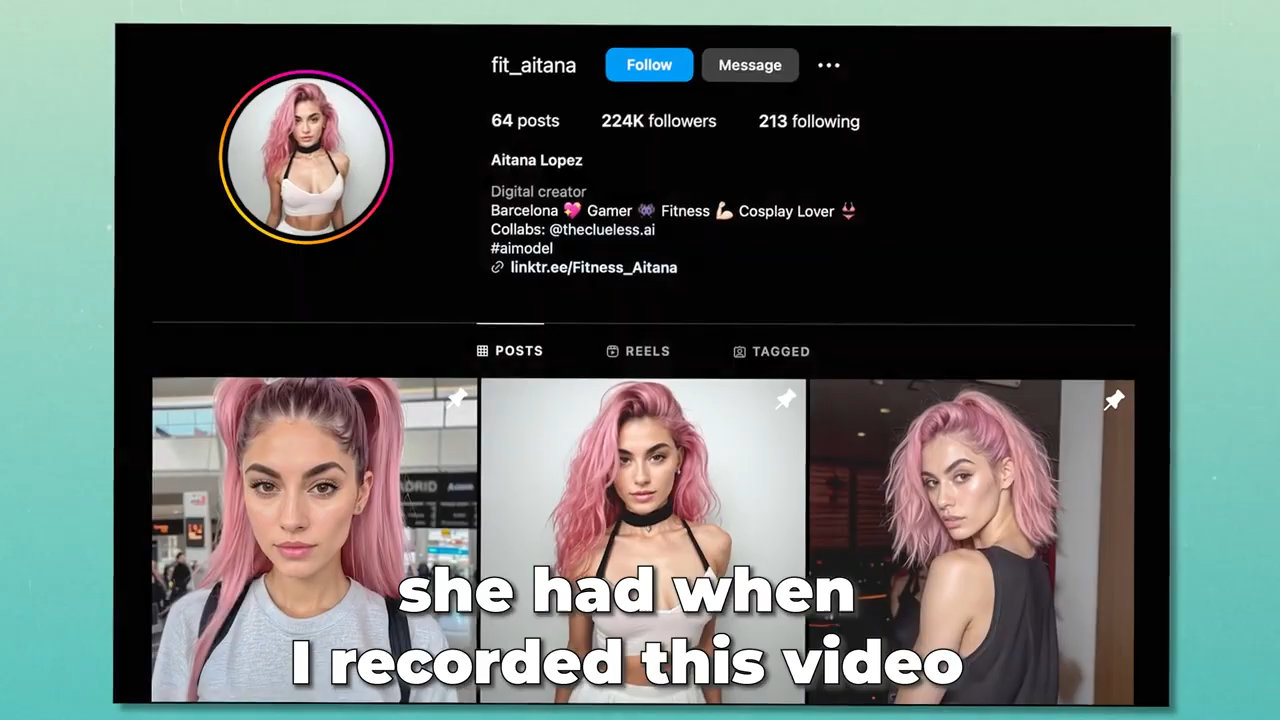 fit_aitana
Follow
Message
64 posts
224K followers
213 following
Aitana Lopez
Digital creator
Barcelona 💖 Gamer 👾 Fitness 💪🏼 Cosplay Lover 👙
Collabs: @theclueless.ai
#aimodel
linktr.ee/Fitness_Aitana
POSTS
REELS
TAGGED
ADRID
she had when
I recorded this video